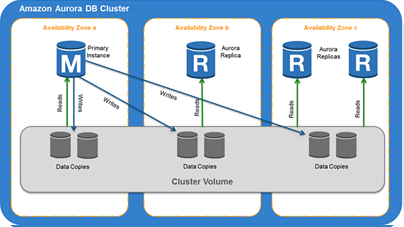 Amazon Aurora DB Cluster
Availability Zone a
Availability Zone b
Availability Zone c
M
Primary
Instance
R
Aurora
Replica
R
Aurora
Replicas
R
Reads
Writes
Writes
Writes
Reads
Reads
Reads
Data Copies
Data Copies
Data Copies
Cluster Volume